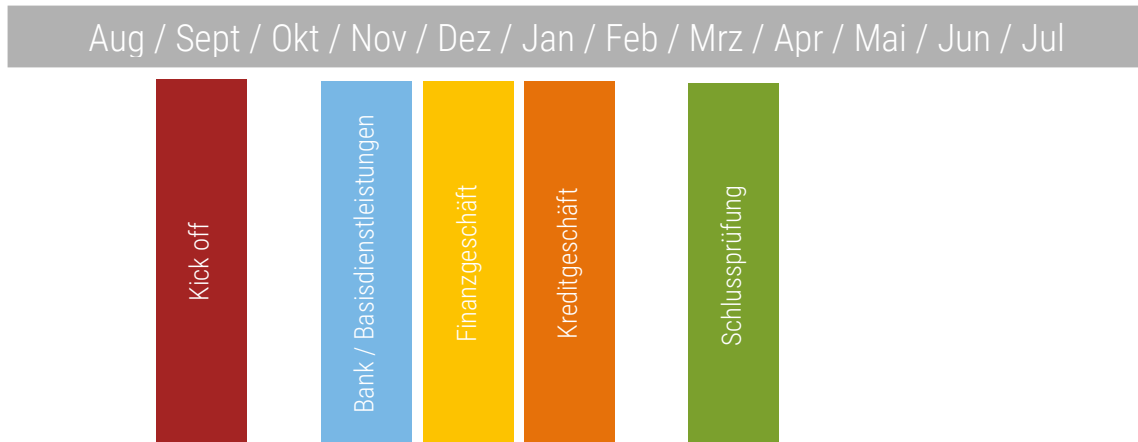 Aug / Sept / Okt / Nov / Dez / Jan / Feb / Mrz / Apr / Mai / Jun / Jul
Kick off
Bank / Basisdienstleistungen
Finanzgeschäft
Kreditgeschäft
Schlussprüfung